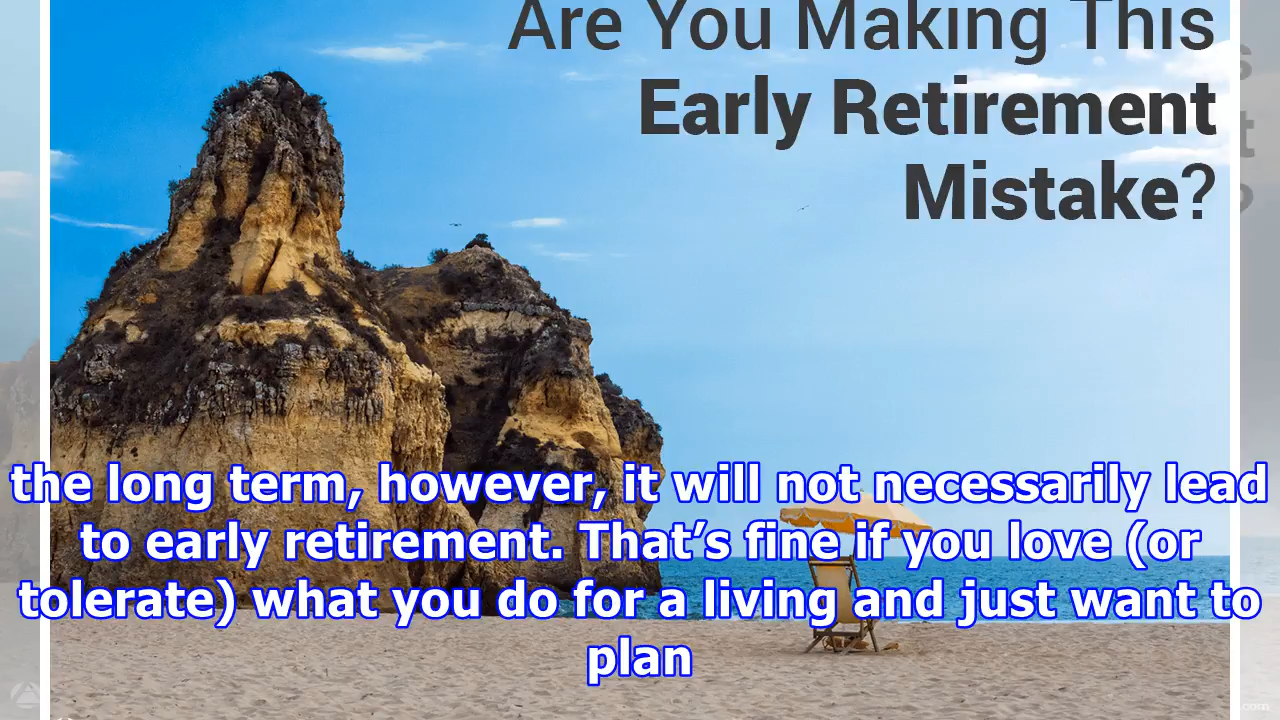 Are You Making This
Early Retirement
Mistake?
the long term, however, it will not necessarily lead
to early retirement. That’s fine if you love (or
tolerate) what you do for a living and just want to
plan
.com